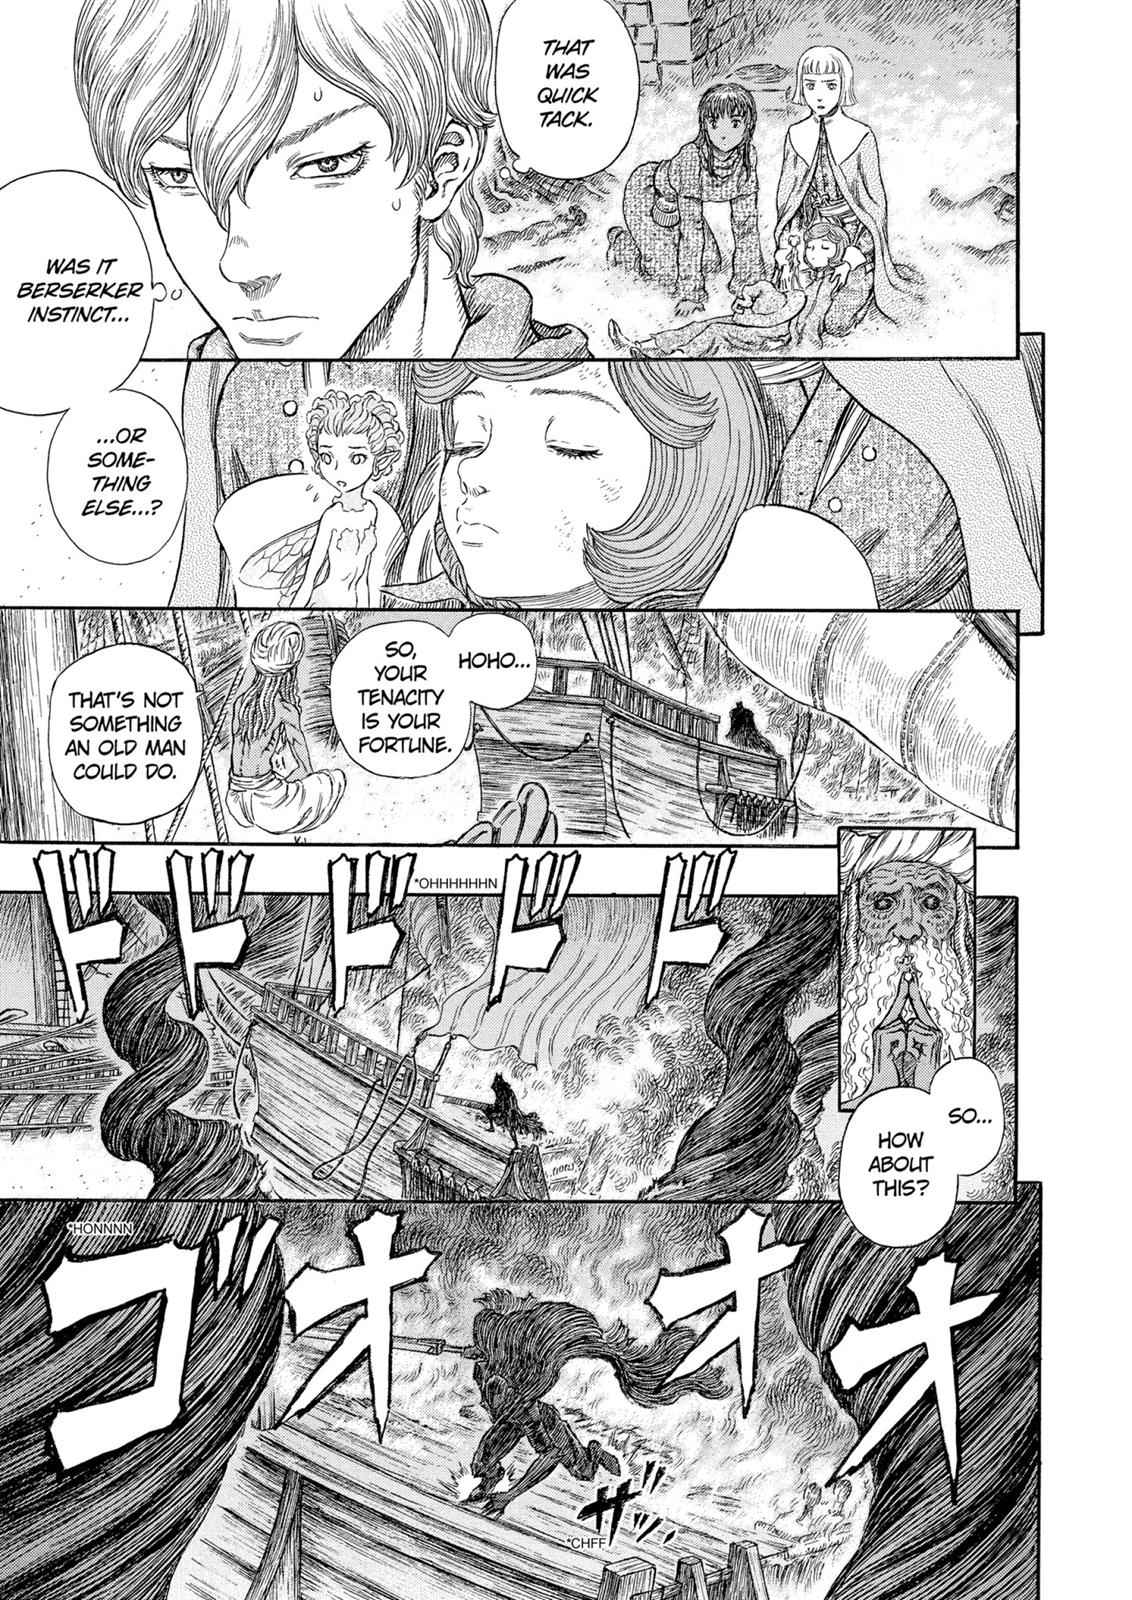 THAT
WAS
QUICK
TACK.
WAS IT
BERSERKER
INSTINCT...
...OR
SOME-
THING
ELSE...?
HOHO...
SO,
YOUR
TENACITY
IS YOUR
FORTUNE.
THAT'S NOT
SOMETHING
AN OLD MAN
COULD DO.
SO...
HOW
ABOUT
THIS?
ドドドドド
*OHHHHHHN
オオオゴ
*HONNNN
ザッ
*CHFF